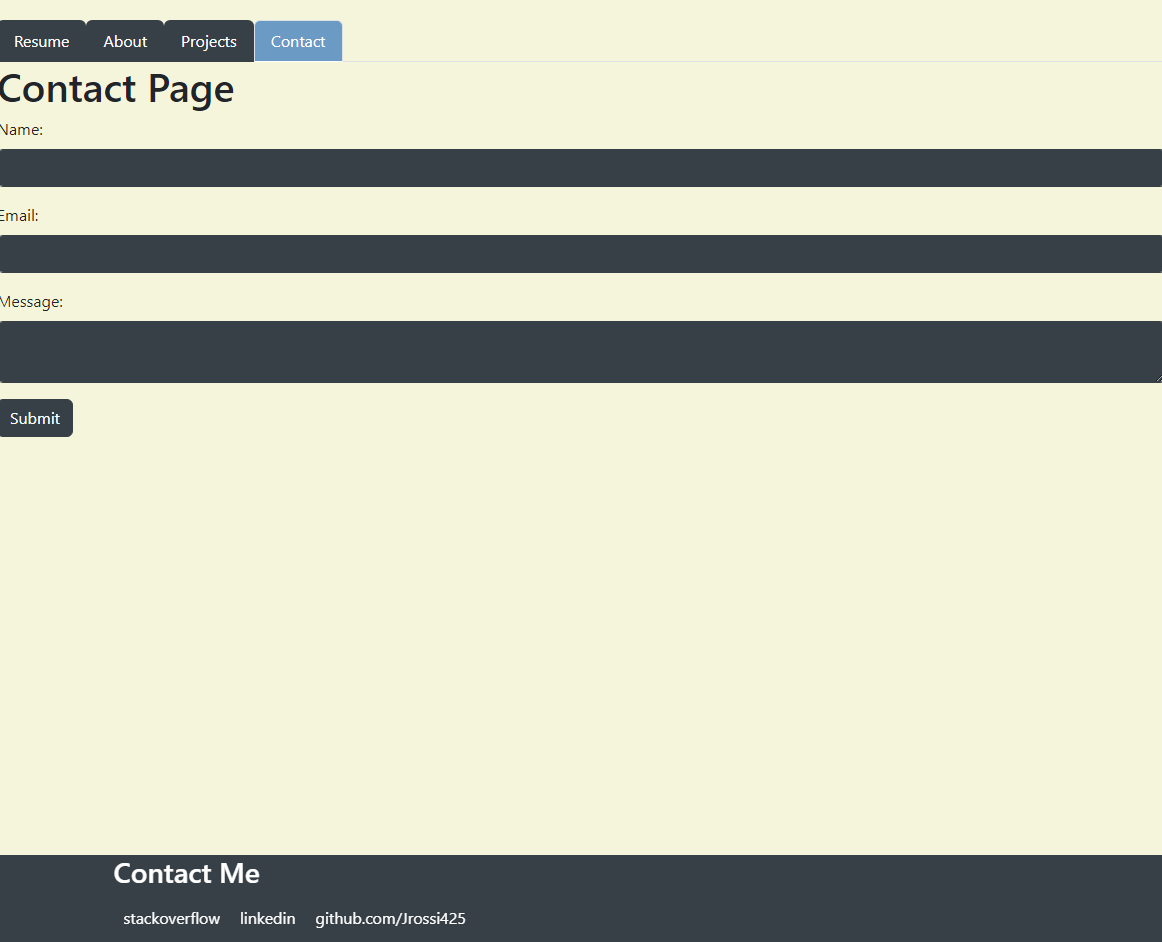 Resume About Projects Contact
Contact Page
Name:
Email:
Message:
Submit
Contact Me
stackoverflow linkedin github.com/Jrossi425